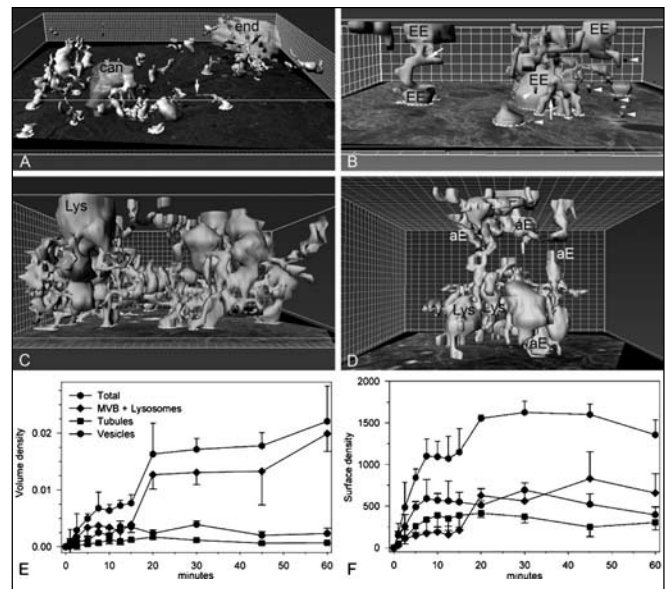 can
end
A
EE
EE
EE
EE
B
Lys
C
aE
aE
aE
Lys
Lys
aE
D
Total
MVB + Lysosomes
Tubules
Vesicles
Volume density
0.02
0.01
0.00
0 10 20 30 40 50 60
minutes
E
Surface density
2000
1500
1000
500
0
0 10 20 30 40 50 60
minutes
F